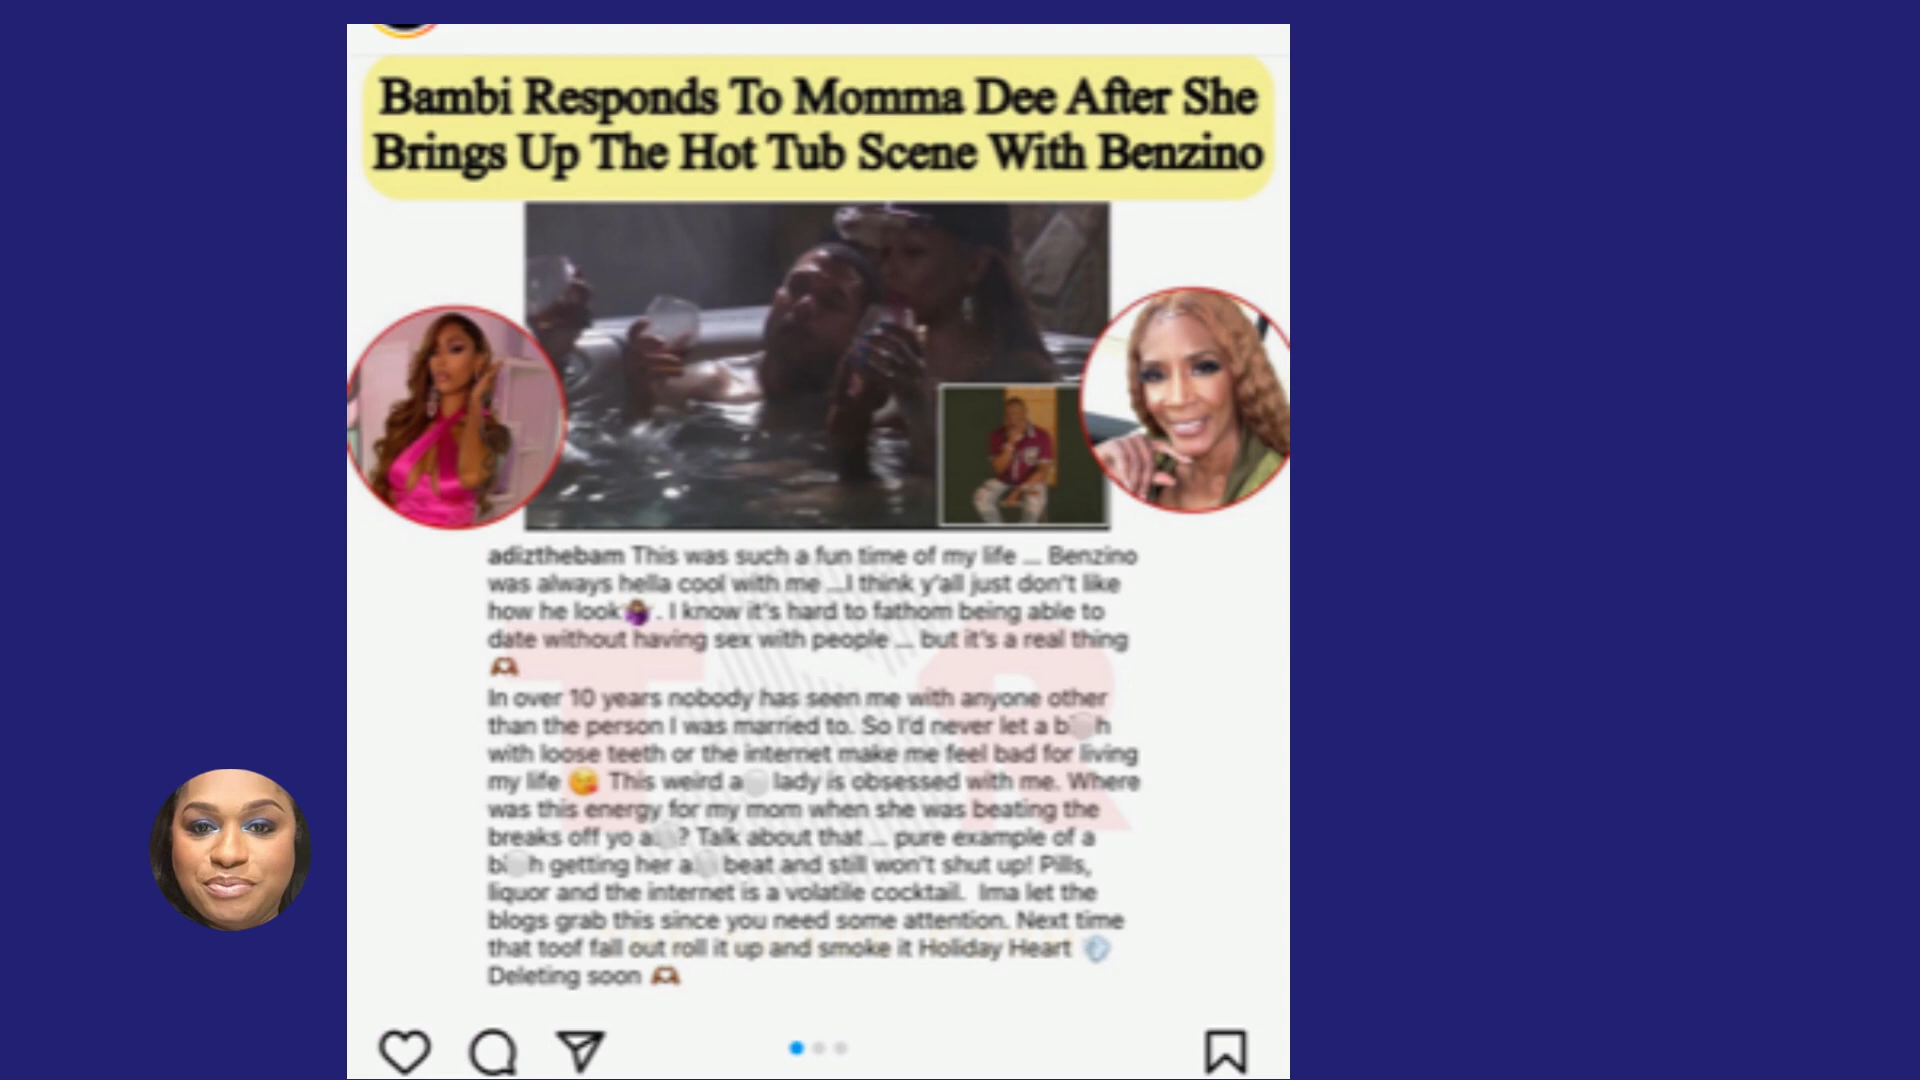 Bambi Responds To Momma Dee After She
Brings Up The Hot Tub Scene With Benzino
adizthebam This was such a fun time of my life ... Benzino
was always hella cool with me ...I think y'all just don't like
how he look🤷🏾‍♀️. I know it's hard to fathom being able to
date without having sex with people ... but it's a real thing
🫶🏾
In over 10 years nobody has seen me with anyone other
than the person I was married to. So I'd never let a b h
with loose teeth or the internet make me feel bad for living
my life 😘 This weird a lady is obsessed with me. Where
was this energy for my mom when she was beating the
breaks off yo a ? Talk about that ... pure example of a
bi h getting her a beat and still won't shut up! Pills,
liquor and the internet is a volatile cocktail. Ima let the
blogs grab this since you need some attention. Next time
that toof fall out roll it up and smoke it Holiday Heart 💨
Deleting soon 🫶🏾